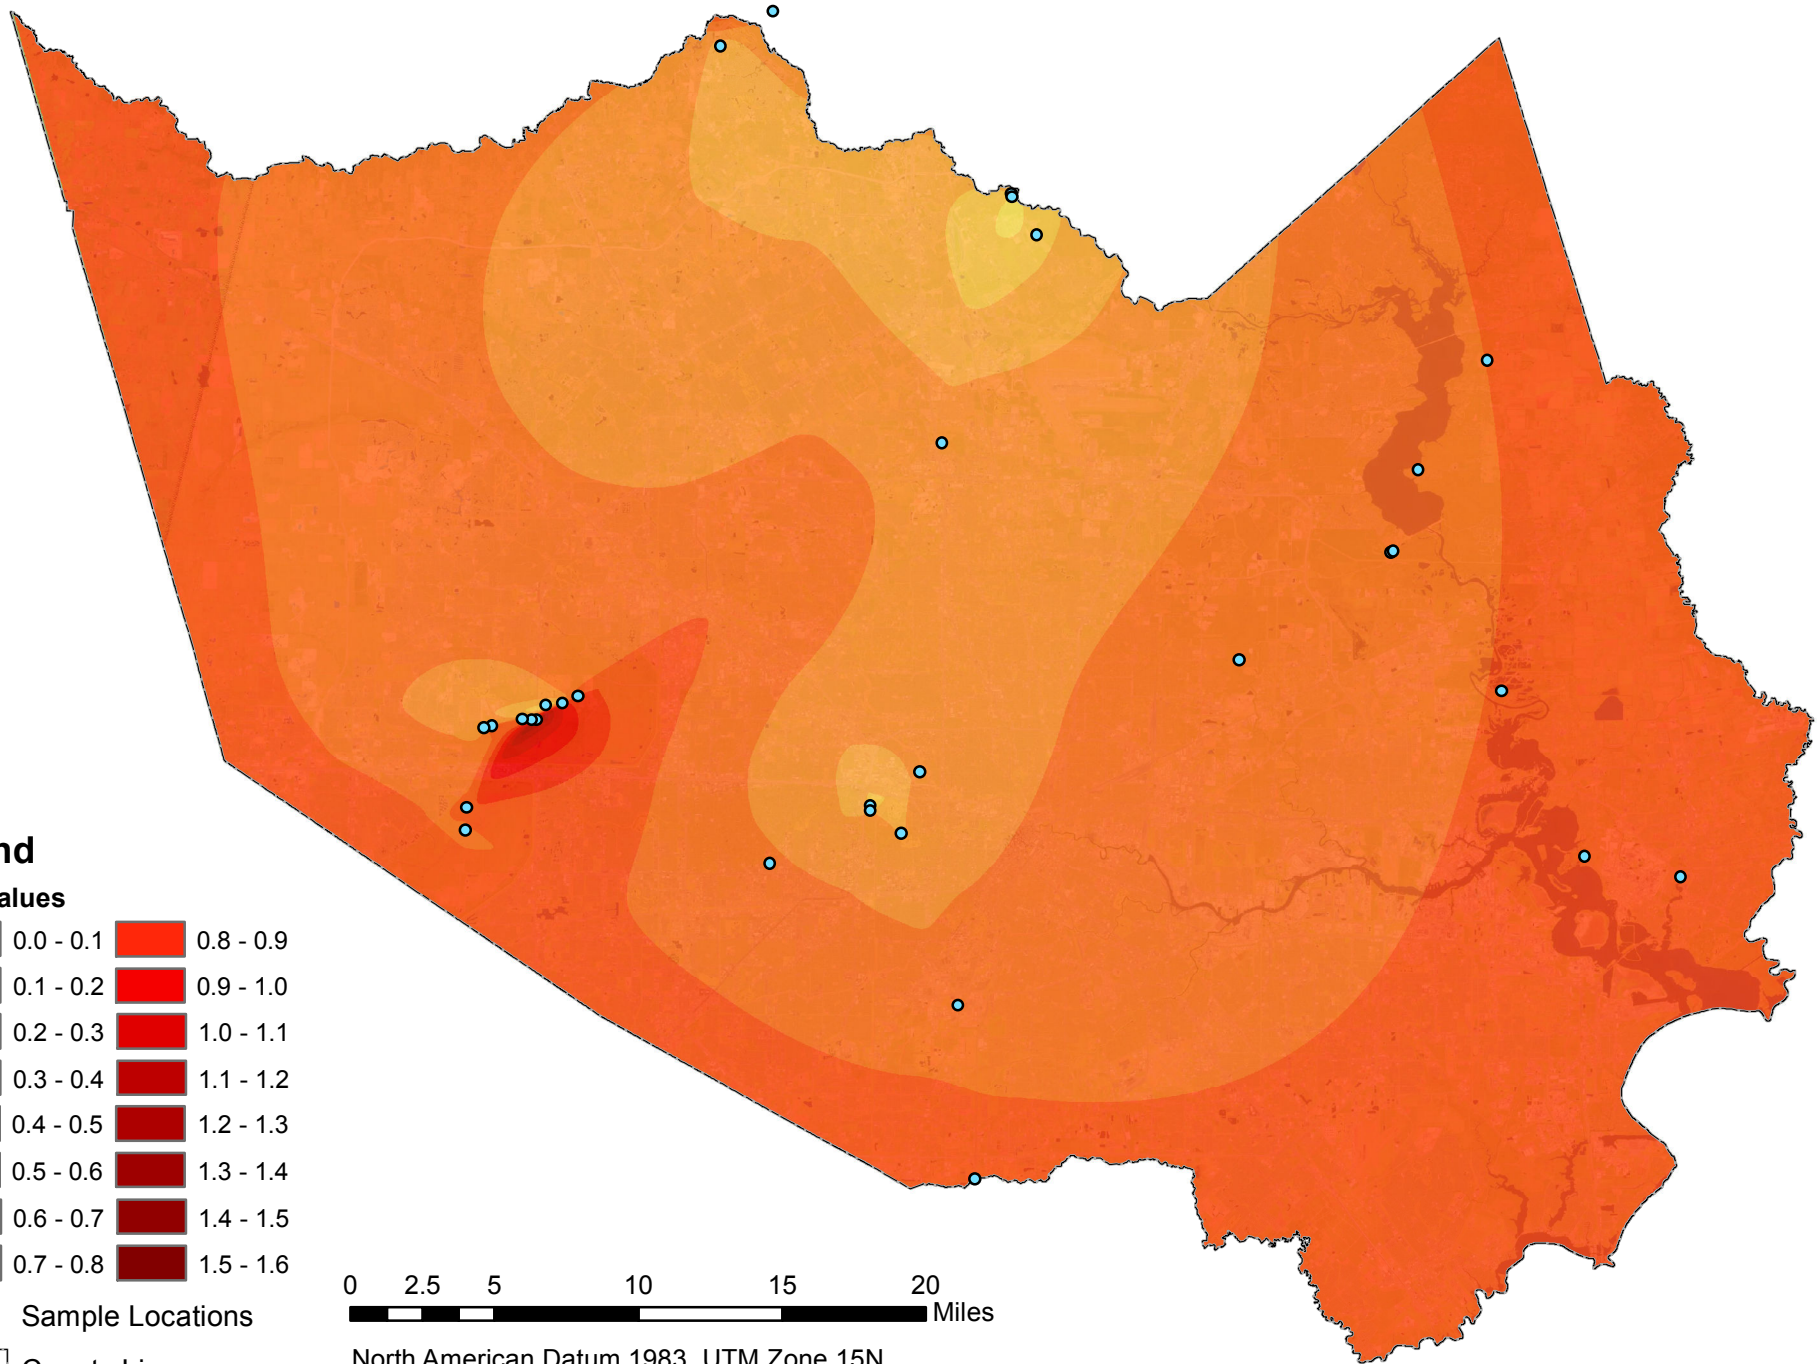 nd
alues
0.0 - 0.1 0.8 - 0.9
0.1 - 0.2 0.9 - 1.0
0.2 - 0.3 1.0 - 1.1
0.3 - 0.4 1.1 - 1.2
0.4 - 0.5 1.2 - 1.3
0.5 - 0.6 1.3 - 1.4
0.6 - 0.7 1.4 - 1.5
0.7 - 0.8 1.5 - 1.6
Sample Locations
0 2.5 5 10 15 20
Miles
North American Datum 1983 UTM Zone 15N